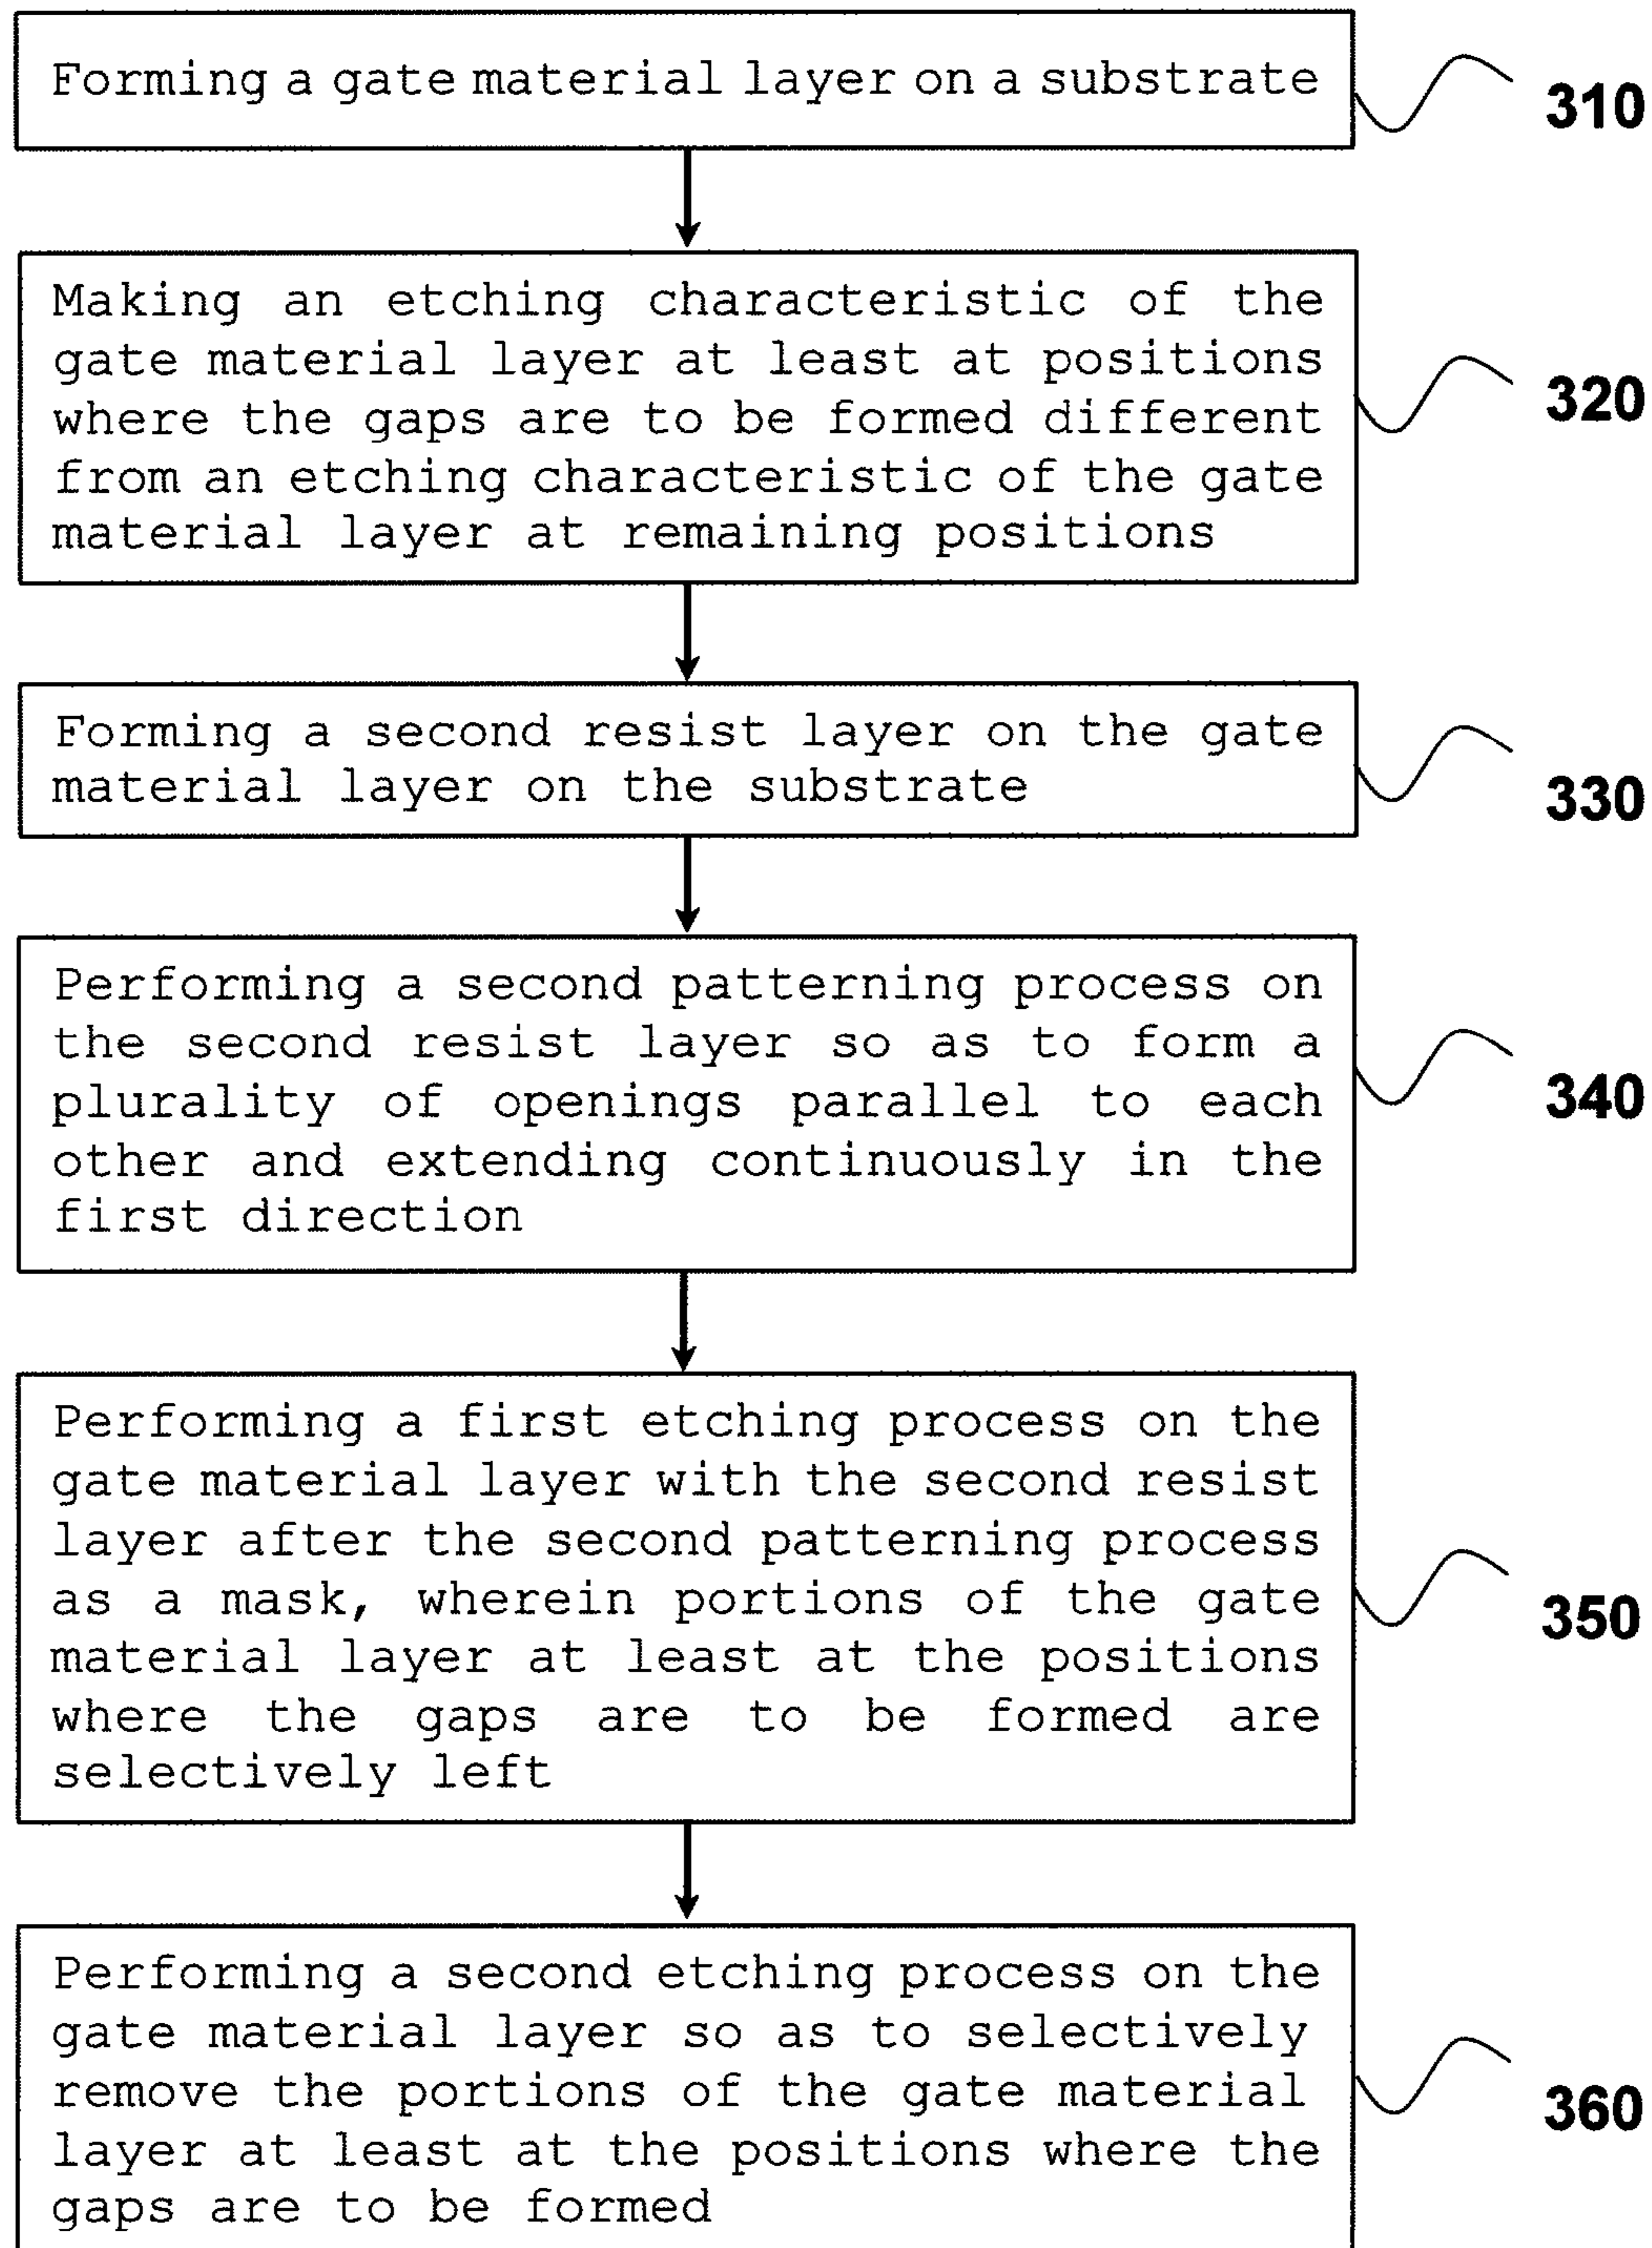 Forming a gate material layer on a substrate
310
Making an etching characteristic of the
gate material layer at least at positions
where the gaps are to be formed different
from an etching characteristic of the gate
material layer at remaining positions
320
Forming a second resist layer on the gate
material layer on the substrate
330
Performing a second patterning process on
the second resist layer so as to form a
plurality of openings parallel to each
other and extending continuously in the
first direction
340
Performing a first etching process on the
gate material layer with the second resist
layer after the second patterning process
as a mask, wherein portions of the gate
material layer at least at the positions
where the gaps are to be formed are
selectively left
350
Performing a second etching process on the
gate material layer so as to selectively
remove the portions of the gate material
layer at least at the positions where the
gaps are to be formed
360